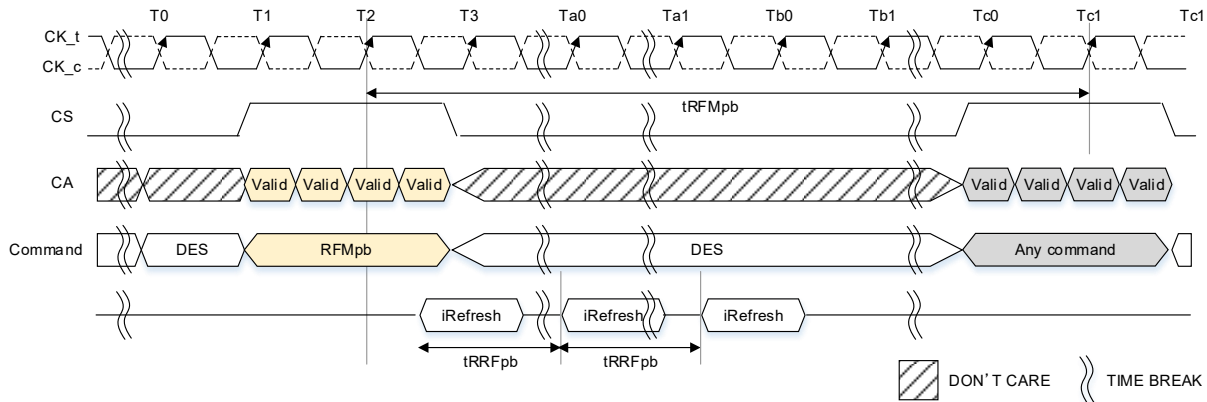 T0 T1 T2 T3 Ta0 Ta1 Tb0 Tb1 Tc0 Tc1 Tc1
CK_t
CK_c
tRFMpb
CS
CA Valid Valid Valid Valid Valid Valid Valid Valid
Command DES RFMpb DES Any command
iRefresh iRefresh iRefresh
tRRFpb tRRFpb
DON'T CARE TIME BREAK